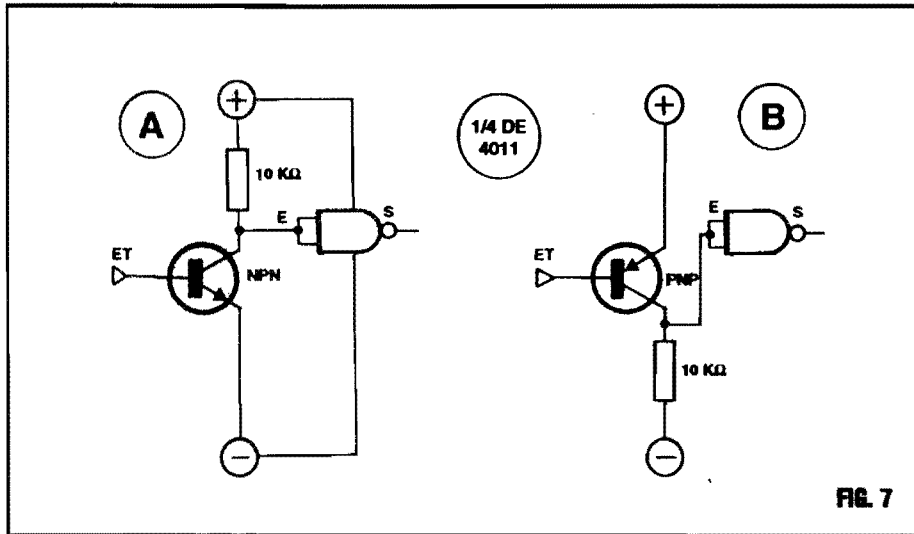 A
+
10 KΩ
E
S
ET
NPN
−
1/4 DE
4011
B
+
E
S
ET
PNP
10 KΩ
−
FIG. 7